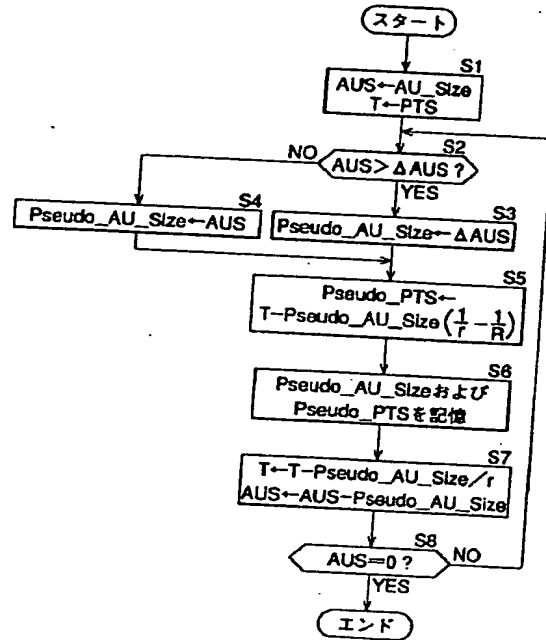 スタート
S1
AUS←AU_Size
T←PTS
S2
AUS>ΔAUS?
NO
YES
S4
Pseudo_AU_Size←AUS
S3
Pseudo_AU_Size←ΔAUS
S5
Pseudo_PTS←
T−Pseudo_AU_Size(1/r−1/R)
S6
Pseudo_AU_Sizeおよび
Pseudo_PTSを記憶
S7
T←T−Pseudo_AU_Size/r
AUS←AUS−Pseudo_AU_Size
S8
AUS=0?
NO
YES
エンド